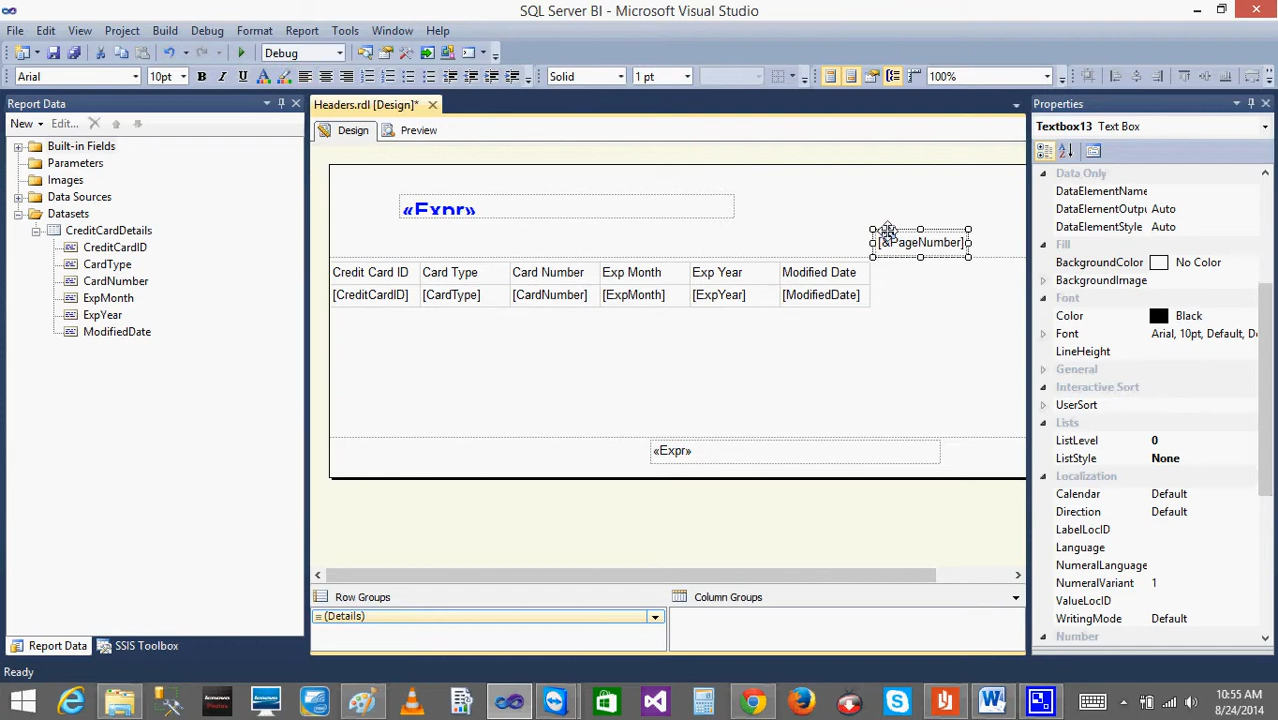 SQL Server BI - Microsoft Visual Studio
File Edit View Project Build Debug Format Report Tools Window Help
Debug
Arial 10pt B I U A Solid 1 pt 100%
Report Data
New Edit...
Built-in Fields
Parameters
Images
Data Sources
Datasets
CreditCardDetails
CreditCardID
CardType
CardNumber
ExpMonth
ExpYear
ModifiedDate
Report Data SSIS Toolbox
Headers.rdl [Design]*
Design Preview
«Expr»
[&PageNumber]
Credit Card ID Card Type Card Number Exp Month Exp Year Modified Date
[CreditCardID] [CardType] [CardNumber] [ExpMonth] [ExpYear] [ModifiedDate]
«Expr»
Row Groups Column Groups
(Details)
Properties
Textbox13 Text Box
Data Only
DataElementName
DataElementOutpu Auto
DataElementStyle Auto
Fill
BackgroundColor No Color
BackgroundImage
Font
Color Black
Font Arial, 10pt, Default, D
LineHeight
General
Interactive Sort
UserSort
Lists
ListLevel 0
ListStyle None
Localization
Calendar Default
Direction Default
LabelLocID
Language
NumeralLanguage
NumeralVariant 1
ValueLocID
WritingMode Default
Number
Ready
10:55 AM
8/24/2014